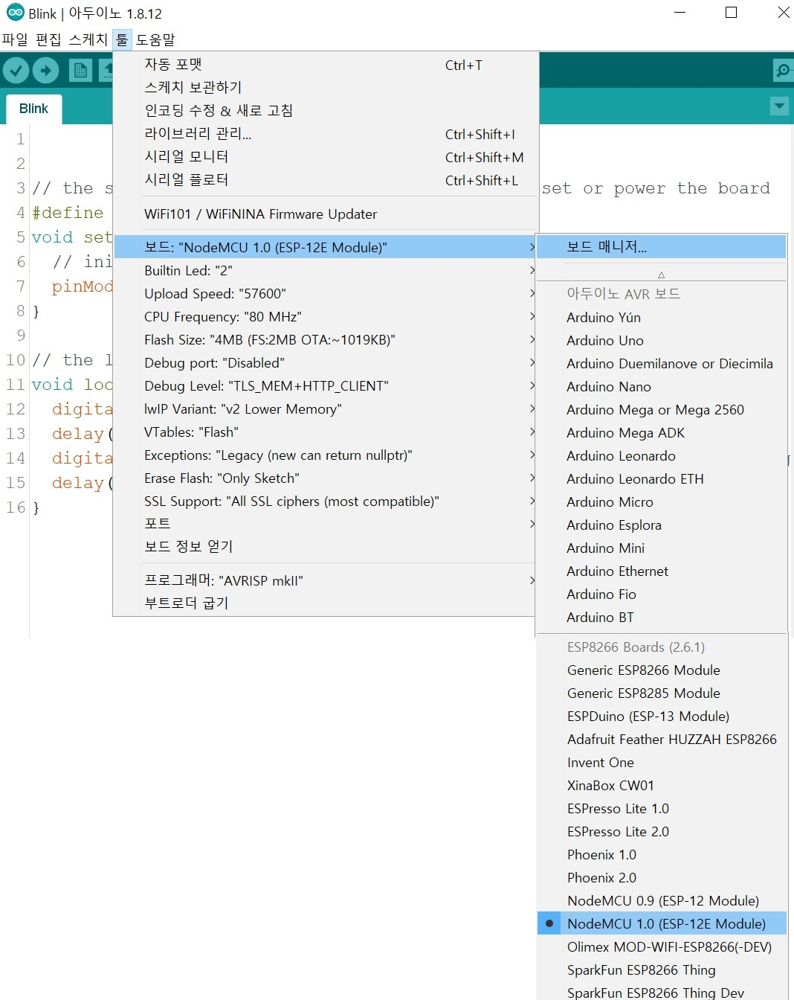 Blink | 아두이노 1.8.12
파일 편집 스케치 툴 도움말
Blink
1
2
3 // the s
set or power the board
4 #define
5 void set
6 // ini
7 pinMod
8 }
9
10 // the l
11 void loo
12 digita
13 delay(
14 digita
15 delay(
16 }
자동 포맷 Ctrl+T
스케치 보관하기
인코딩 수정 & 새로 고침
라이브러리 관리... Ctrl+Shift+I
시리얼 모니터 Ctrl+Shift+M
시리얼 플로터 Ctrl+Shift+L
WiFi101 / WiFiNINA Firmware Updater
보드: "NodeMCU 1.0 (ESP-12E Module)"
Builtin Led: "2"
Upload Speed: "57600"
CPU Frequency: "80 MHz"
Flash Size: "4MB (FS:2MB OTA:~1019KB)"
Debug port: "Disabled"
Debug Level: "TLS_MEM+HTTP_CLIENT"
lwIP Variant: "v2 Lower Memory"
VTables: "Flash"
Exceptions: "Legacy (new can return nullptr)"
Erase Flash: "Only Sketch"
SSL Support: "All SSL ciphers (most compatible)"
포트
보드 정보 얻기
프로그래머: "AVRISP mkII"
부트로더 굽기
보드 매니저...
아두이노 AVR 보드
Arduino Yún
Arduino Uno
Arduino Duemilanove or Diecimila
Arduino Nano
Arduino Mega or Mega 2560
Arduino Mega ADK
Arduino Leonardo
Arduino Leonardo ETH
Arduino Micro
Arduino Esplora
Arduino Mini
Arduino Ethernet
Arduino Fio
Arduino BT
ESP8266 Boards (2.6.1)
Generic ESP8266 Module
Generic ESP8285 Module
ESPDuino (ESP-13 Module)
Adafruit Feather HUZZAH ESP8266
Invent One
XinaBox CW01
ESPresso Lite 1.0
ESPresso Lite 2.0
Phoenix 1.0
Phoenix 2.0
NodeMCU 0.9 (ESP-12 Module)
NodeMCU 1.0 (ESP-12E Module)
Olimex MOD-WIFI-ESP8266(-DEV)
SparkFun ESP8266 Thing
SparkFun ESP8266 Thing Dev